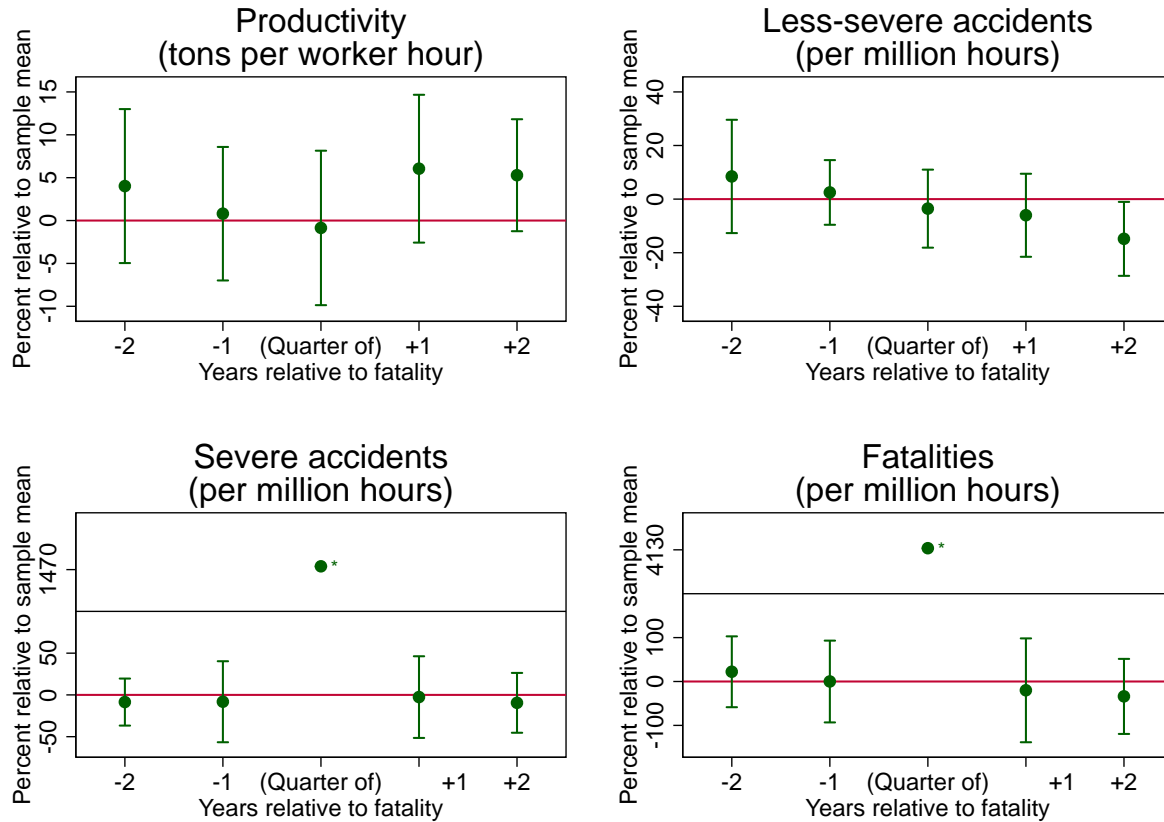 Productivity
(tons per worker hour)
Percent relative to sample mean
15
10
5
0
-5
-10
-2 -1 (Quarter of) +1 +2
Years relative to fatality
Less-severe accidents
(per million hours)
Percent relative to sample mean
40
20
0
-20
-40
-2 -1 (Quarter of) +1 +2
Years relative to fatality
Severe accidents
(per million hours)
Percent relative to sample mean
1470
*
50
0
-50
-2 -1 (Quarter of) +1 +2
Years relative to fatality
Fatalities
(per million hours)
Percent relative to sample mean
4130
*
100
0
-100
-2 -1 (Quarter of) +1 +2
Years relative to fatality